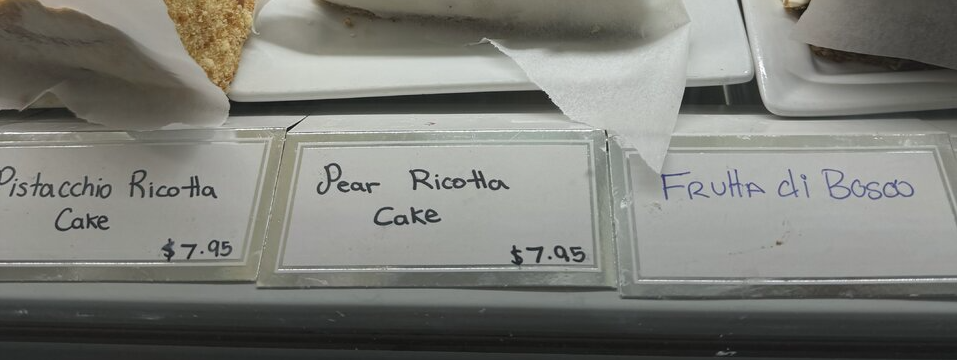 Pistacchio Ricotta
Cake
$7.95
Pear Ricotta
Cake
$7.95
FRUttA di BOSCO